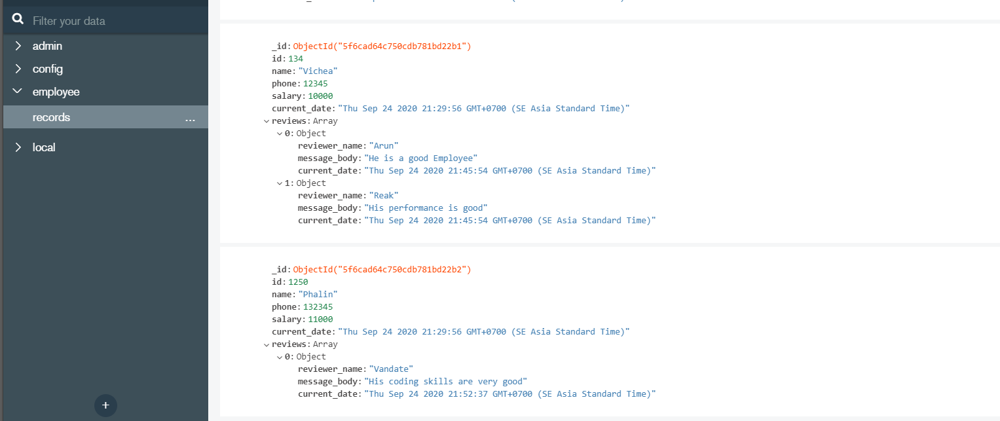 Filter your data
admin
config
employee
records ...
local
+
_id: ObjectId("5f6cad64c750cdb781bd22b1")
id: 134
name: "Vichea"
phone: 12345
salary: 10000
current_date: "Thu Sep 24 2020 21:29:56 GMT+0700 (SE Asia Standard Time)"
reviews: Array
0: Object
reviewer_name: "Arun"
message_body: "He is a good Employee"
current_date: "Thu Sep 24 2020 21:45:54 GMT+0700 (SE Asia Standard Time)"
1: Object
reviewer_name: "Reak"
message_body: "His performance is good"
current_date: "Thu Sep 24 2020 21:45:54 GMT+0700 (SE Asia Standard Time)"
_id: ObjectId("5f6cad64c750cdb781bd22b2")
id: 1250
name: "Phalin"
phone: 132345
salary: 11000
current_date: "Thu Sep 24 2020 21:29:56 GMT+0700 (SE Asia Standard Time)"
reviews: Array
0: Object
reviewer_name: "Vandate"
message_body: "His coding skills are very good"
current_date: "Thu Sep 24 2020 21:52:37 GMT+0700 (SE Asia Standard Time)"